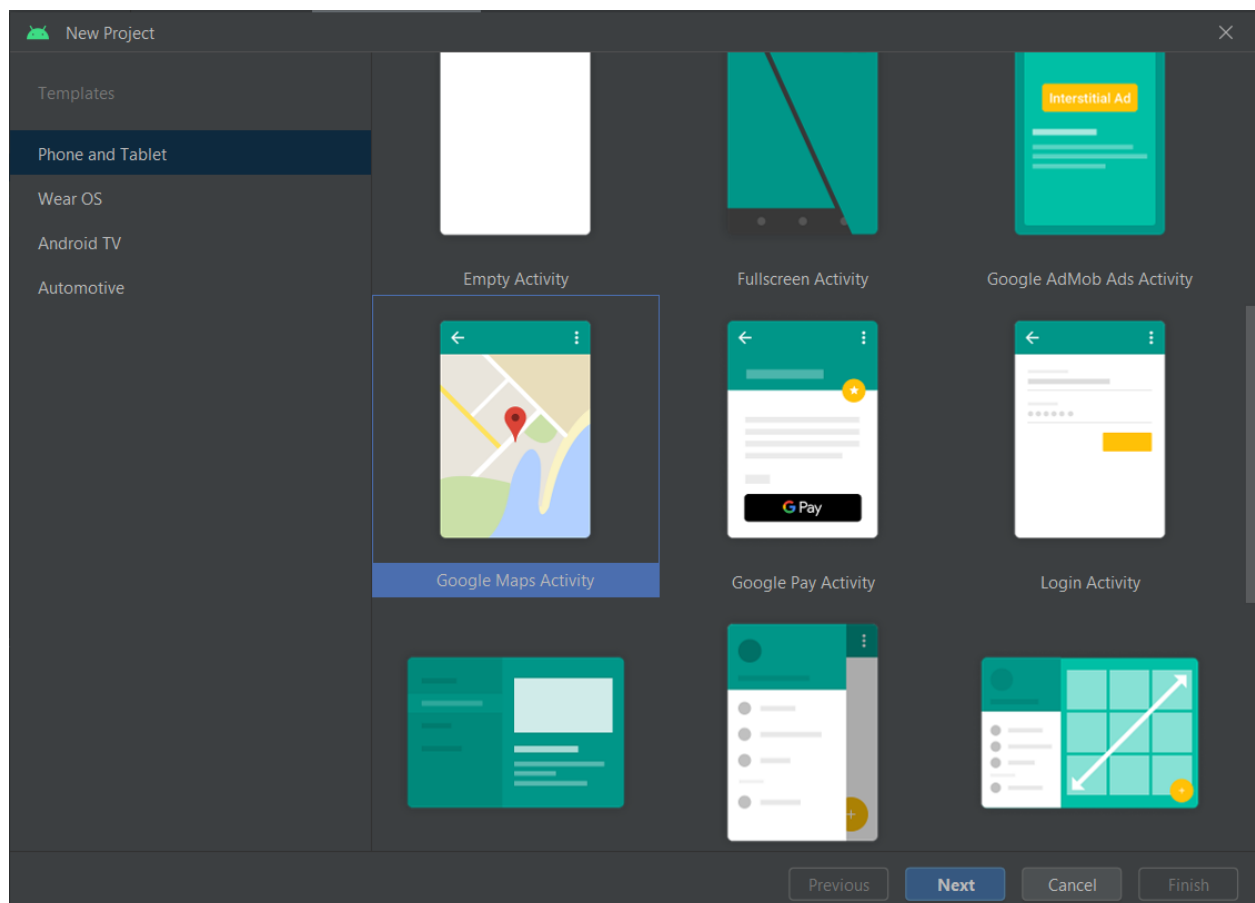 New Project
Templates
Phone and Tablet
Wear OS
Android TV
Automotive
Interstitial Ad
Empty Activity
Fullscreen Activity
Google AdMob Ads Activity
G Pay
Google Maps Activity
Google Pay Activity
Login Activity
Previous
Next
Cancel
Finish